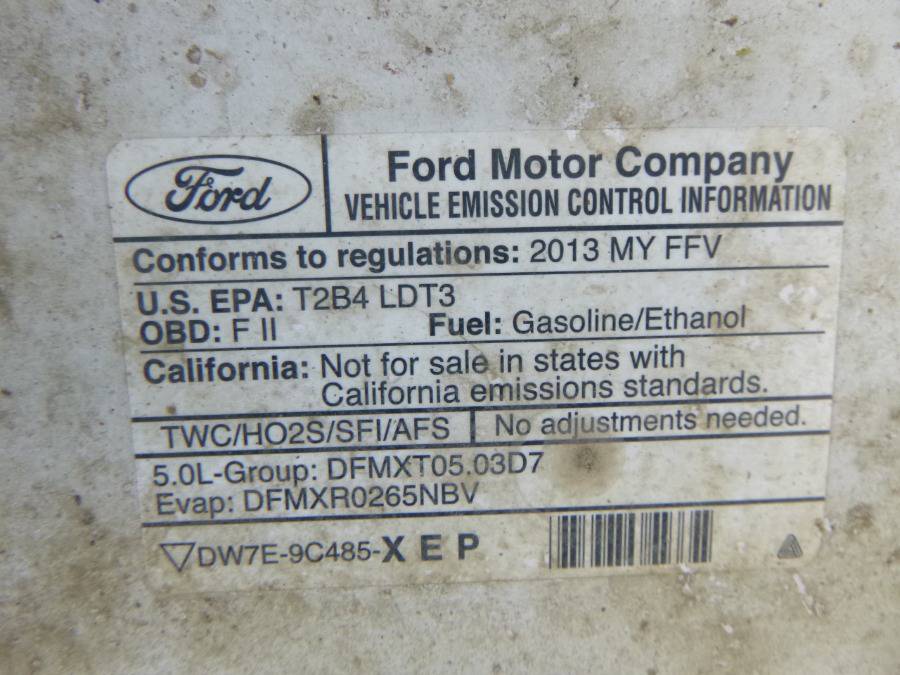 Ford
Ford Motor Company
VEHICLE EMISSION CONTROL INFORMATION
Conforms to regulations: 2013 MY FFV
U.S. EPA: T2B4 LDT3
OBD: F II Fuel: Gasoline/Ethanol
California: Not for sale in states with
California emissions standards.
TWC/HO2S/SFI/AFS No adjustments needed.
5.0L-Group: DFMXT05.03D7
Evap: DFMXR0265NBV
DW7E-9C485-X E P